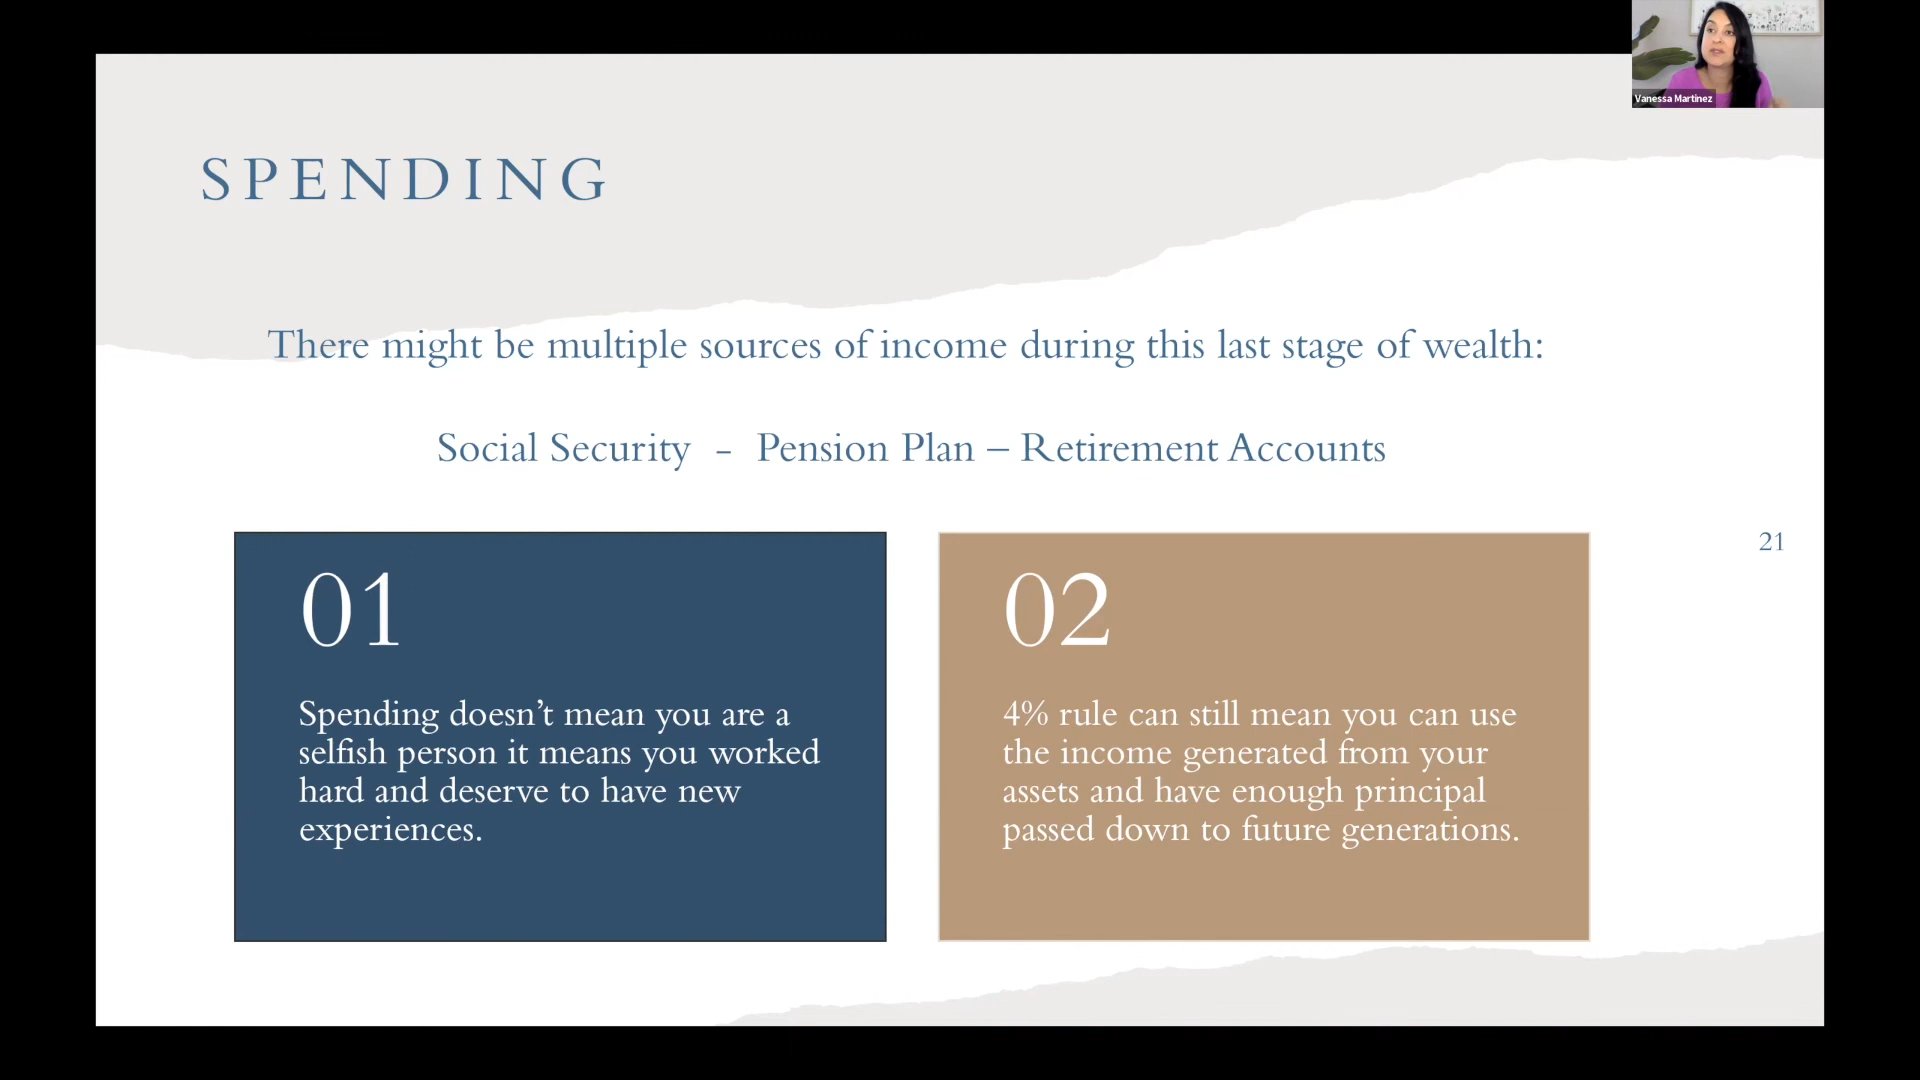 Vanessa Martinez
SPENDING
There might be multiple sources of income during this last stage of wealth:
Social Security - Pension Plan – Retirement Accounts
21
01
Spending doesn’t mean you are a
selfish person it means you worked
hard and deserve to have new
experiences.
02
4% rule can still mean you can use
the income generated from your
assets and have enough principal
passed down to future generations.